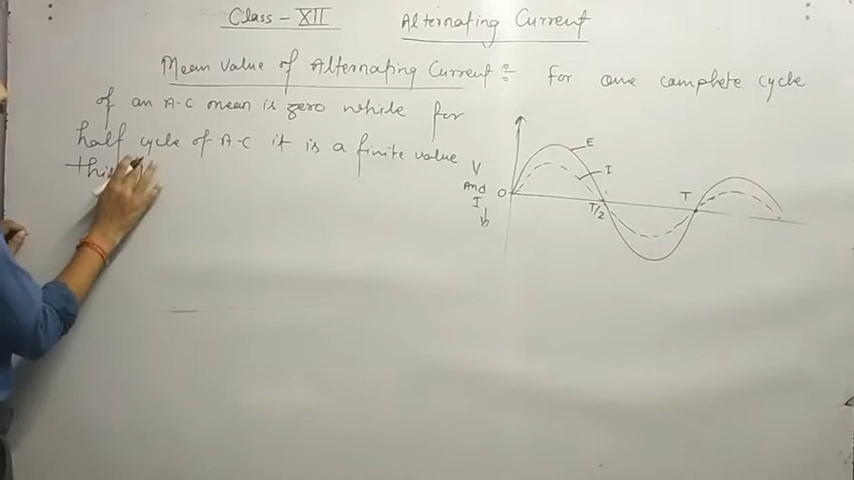 Class - XII Alternating Current
Mean value of Alternating Current :- for one complete cycle
of an A-C mean is zero while for
half cycle of A-C it is a finite value
this
E
I
V
And
I
O
T/2
T